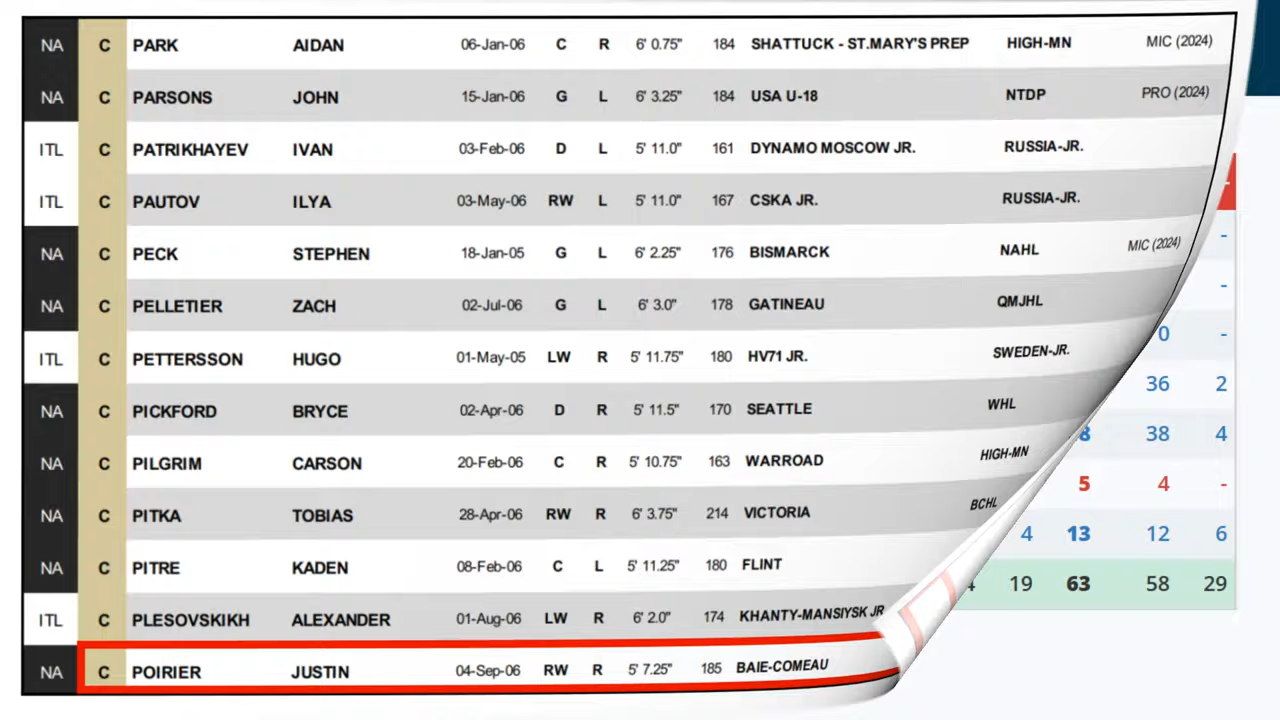 NA C PARK AIDAN 06-Jan-06 C R 6' 0.75" 184 SHATTUCK - ST.MARY'S PREP HIGH-MN MIC (2024)
NA C PARSONS JOHN 15-Jan-06 G L 6' 3.25" 184 USA U-18 NTDP PRO (2024)
ITL C PATRIKHAYEV IVAN 03-Feb-06 D L 5' 11.0" 161 DYNAMO MOSCOW JR. RUSSIA-JR.
ITL C PAUTOV ILYA 03-May-06 RW L 5' 11.0" 167 CSKA JR. RUSSIA-JR.
-
NA C PECK STEPHEN 18-Jan-05 G L 6' 2.25" 176 BISMARCK NAHL MIC (2024) -
NA C PELLETIER ZACH 02-Jul-06 G L 6' 3.0" 178 GATINEAU QMJHL -
ITL C PETTERSSON HUGO 01-May-05 LW R 5' 11.75" 180 HV71 JR. SWEDEN-JR. 0 -
NA C PICKFORD BRYCE 02-Apr-06 D R 5' 11.5" 170 SEATTLE WHL 36 2
NA C PILGRIM CARSON 20-Feb-06 C R 5' 10.75" 163 WARROAD HIGH-MN 8 38 4
NA C PITKA TOBIAS 28-Apr-06 RW R 6' 3.75" 214 VICTORIA BCHL 5 4 -
NA C PITRE KADEN 08-Feb-06 C L 5' 11.25" 180 FLINT 4 13 12 6
ITL C PLESOVSKIKH ALEXANDER 01-Aug-06 LW R 6' 2.0" 174 KHANTY-MANSIYSK JR 4 19 63 58 29
NA C POIRIER JUSTIN 04-Sep-06 RW R 5' 7.25" 185 BAIE-COMEAU